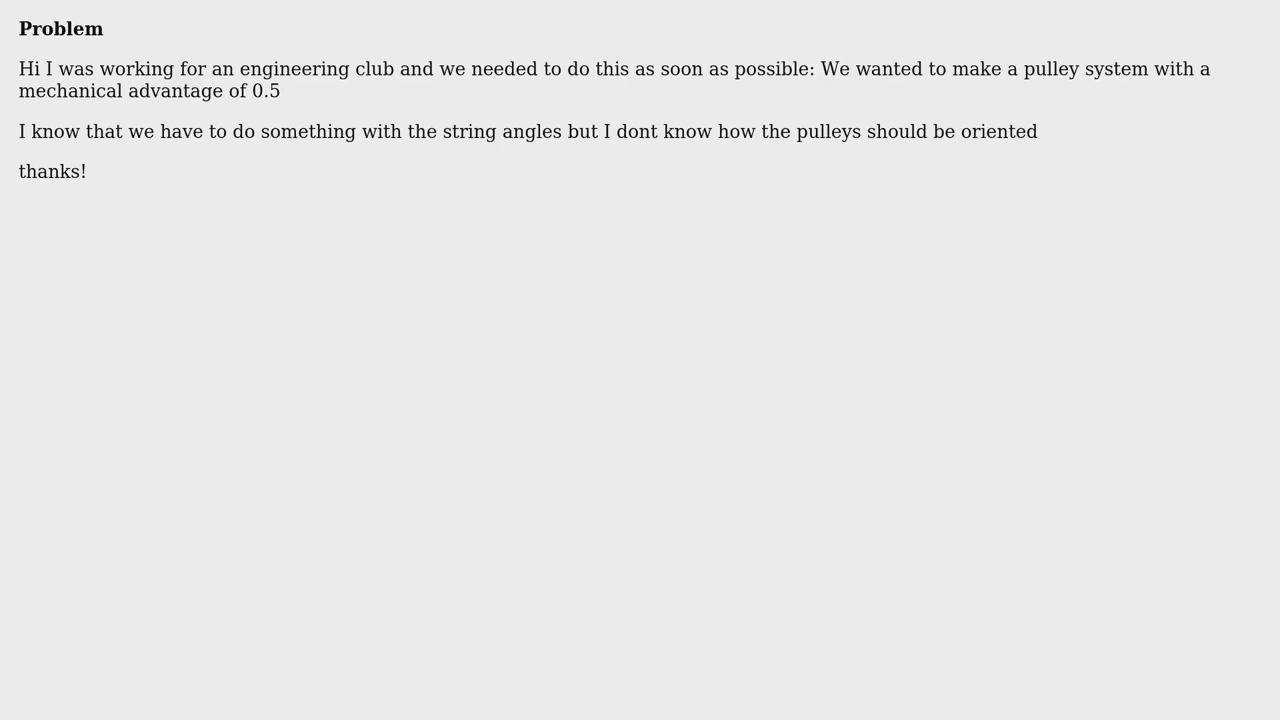 Problem
Hi I was working for an engineering club and we needed to do this as soon as possible: We wanted to make a pulley system with a
mechanical advantage of 0.5
I know that we have to do something with the string angles but I dont know how the pulleys should be oriented
thanks!